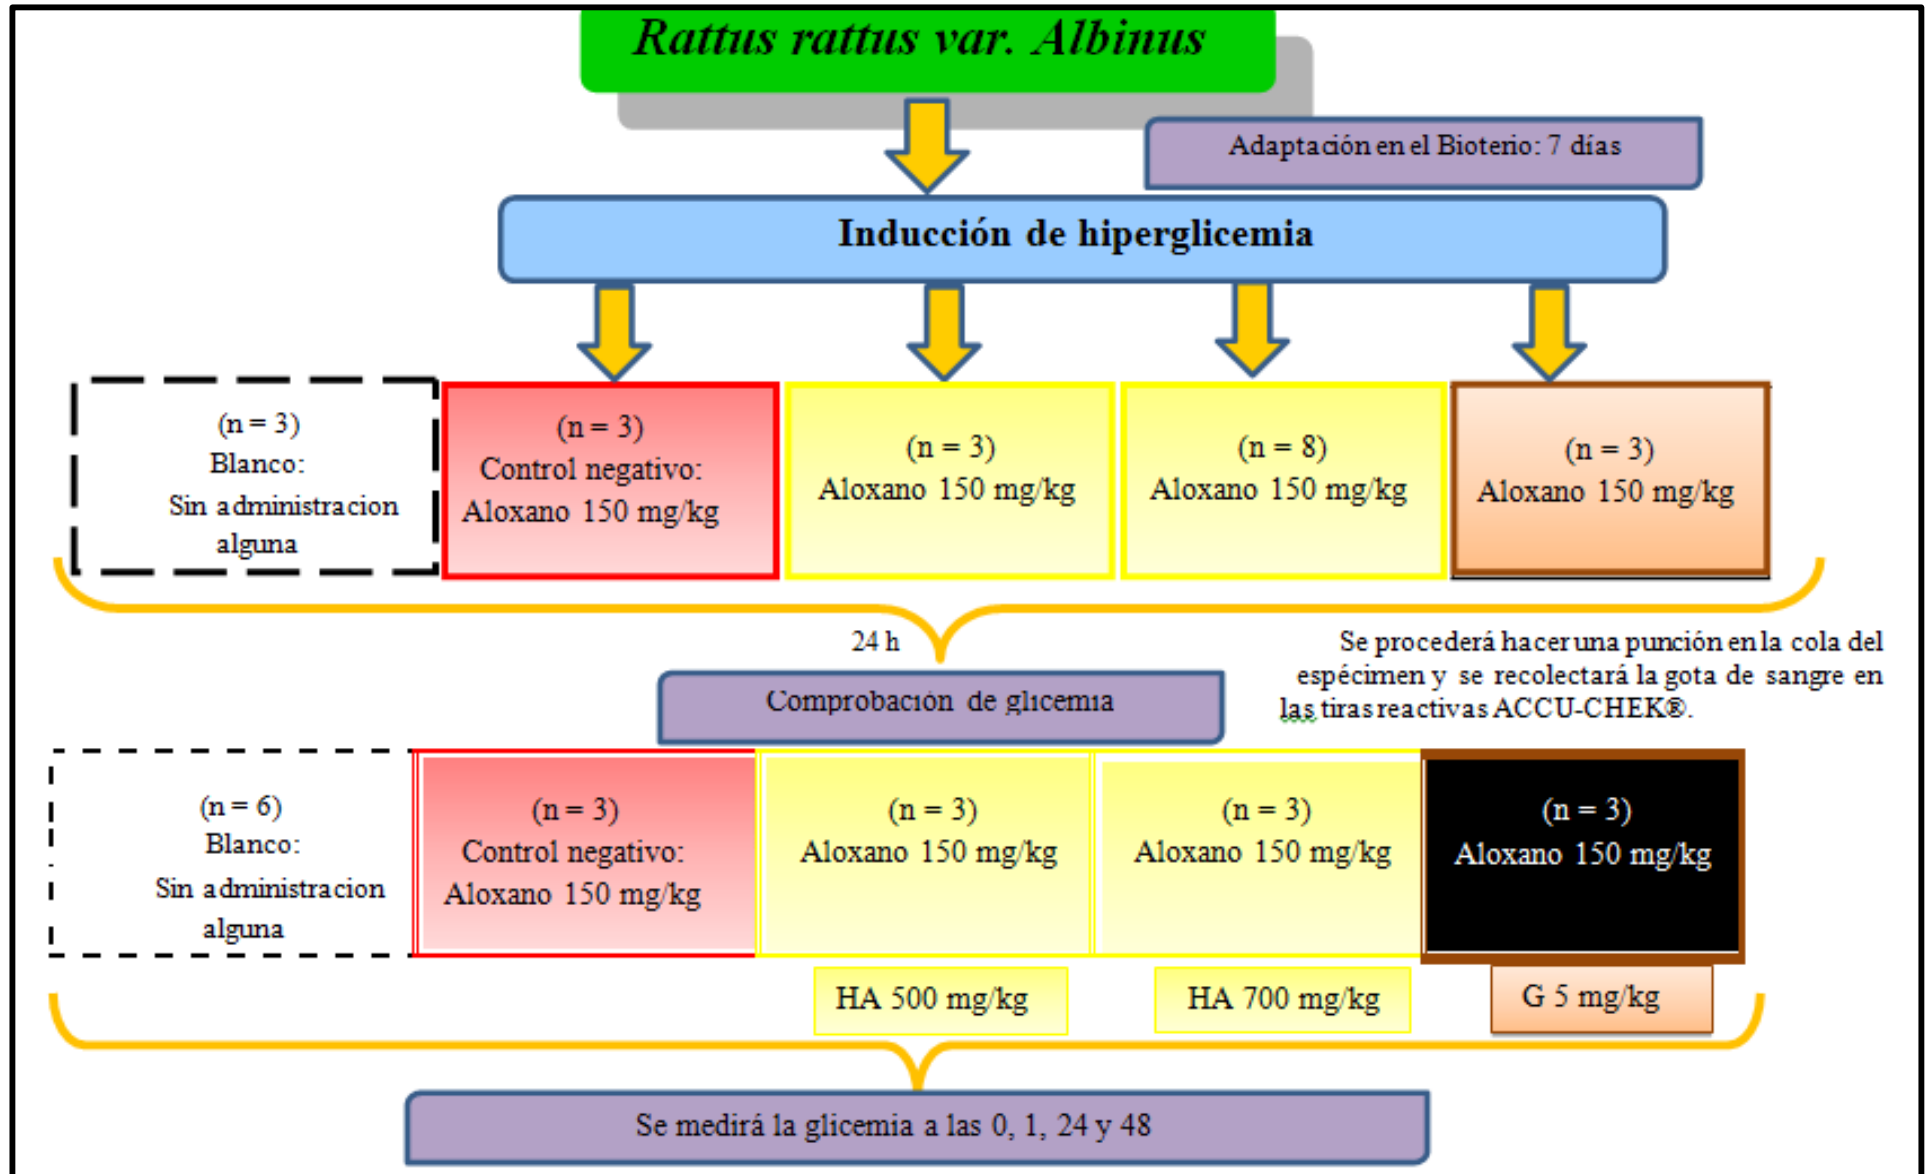 Rattus rattus var. Albinus
Adaptación en el Bioterio: 7 días
Inducción de hiperglicemia
(n = 3)
Blanco:
Sin administracion
alguna
(n = 3)
Control negativo:
Aloxano 150 mg/kg
(n = 3)
Aloxano 150 mg/kg
(n = 8)
Aloxano 150 mg/kg
(n = 3)
Aloxano 150 mg/kg
24 h
Se procederá hacer una punción en la cola del
espécimen y se recolectará la gota de sangre en
las tiras reactivas ACCU-CHEK®.
Comprobación de glicemia
(n = 6)
Blanco:
Sin administracion
alguna
(n = 3)
Control negativo:
Aloxano 150 mg/kg
(n = 3)
Aloxano 150 mg/kg
(n = 3)
Aloxano 150 mg/kg
(n = 3)
Aloxano 150 mg/kg
HA 500 mg/kg
HA 700 mg/kg
G 5 mg/kg
Se medirá la glicemia a las 0, 1, 24 y 48